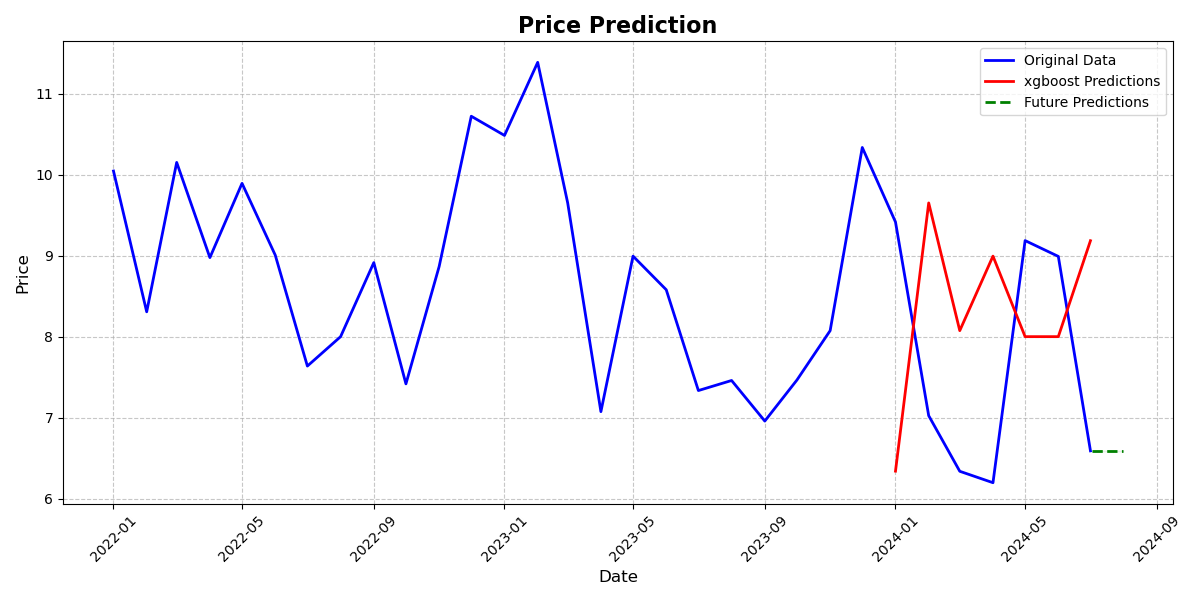 Price Prediction
Original Data
xgboost Predictions
Future Predictions
Price
11
10
9
8
7
6
2022-01
2022-05
2022-09
2023-01
2023-05
2023-09
2024-01
2024-05
2024-09
Date